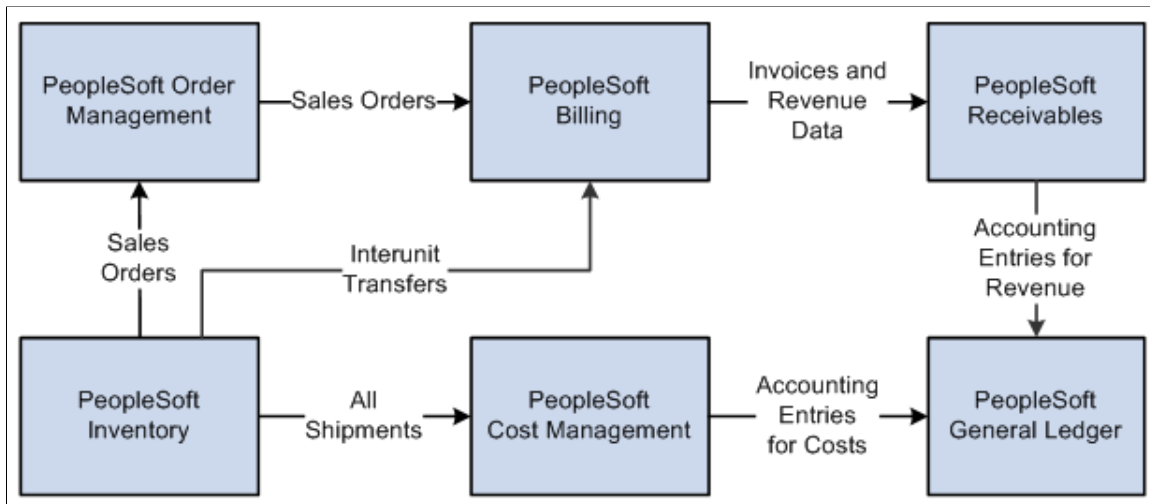 PeopleSoft Order
Management
Sales Orders
PeopleSoft
Billing
Invoices and
Revenue
Data
PeopleSoft
Receivables
Sales
Orders
Interunit
Transfers
Accounting
Entries for
Revenue
PeopleSoft
Inventory
All
Shipments
PeopleSoft
Cost Management
Accounting
Entries
for Costs
PeopleSoft
General Ledger